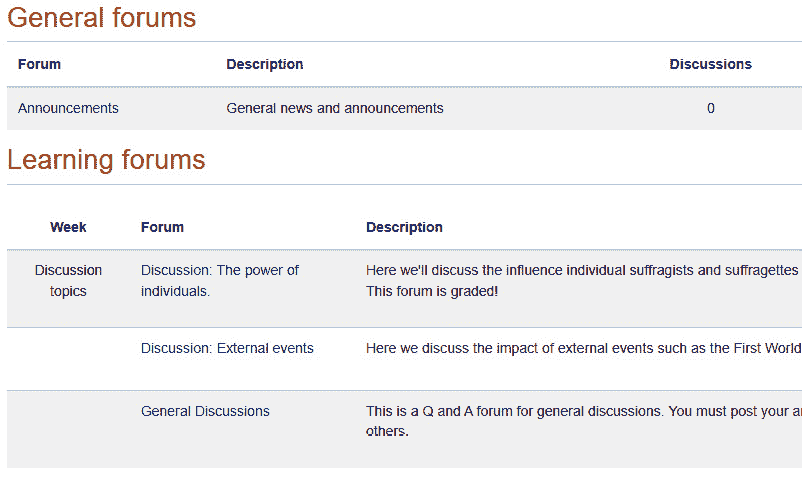 General forums
Forum Description Discussions
Announcements General news and announcements 0
Learning forums
Week Forum Description
Discussion Discussion: The power of Here we'll discuss the influence individual suffragists and suffragettes
topics individuals. This forum is graded!
Discussion: External events Here we discuss the impact of external events such as the First World
General Discussions This is a Q and A forum for general discussions. You must post your
others.